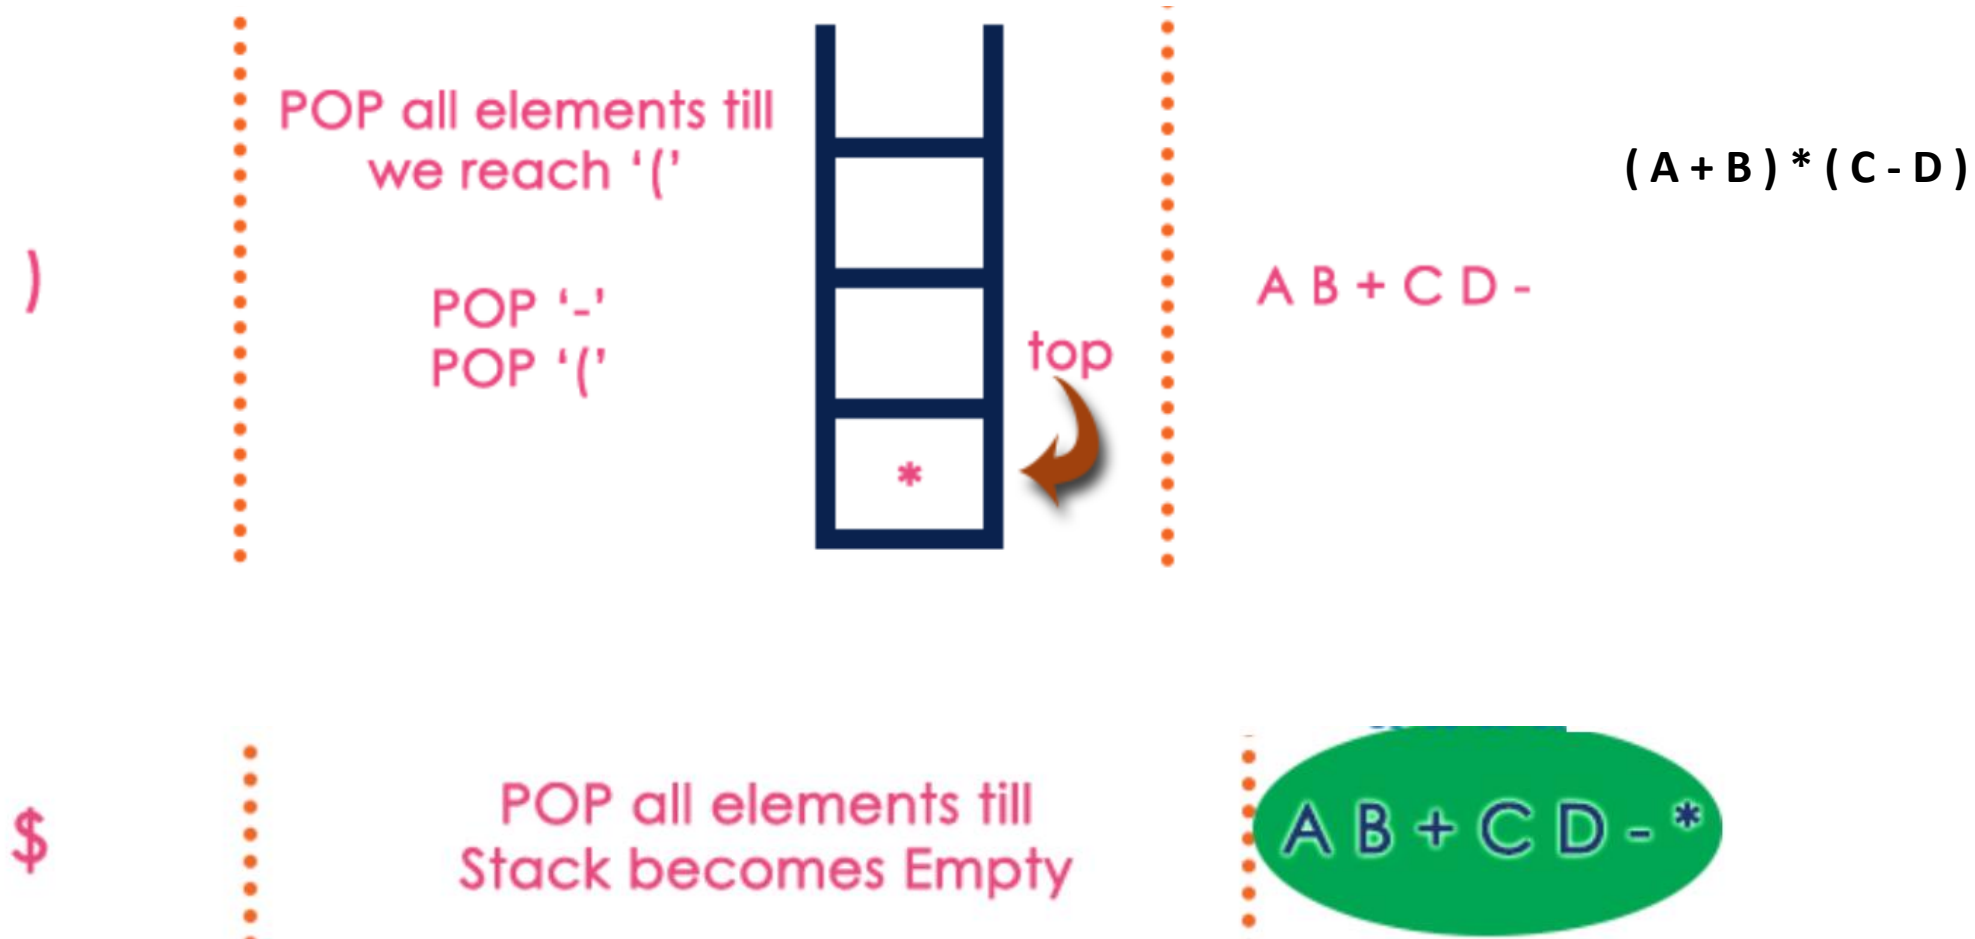 POP all elements till
we reach ‘(’
( A + B ) * ( C - D )
)
POP ‘-’
POP ‘(’
A B + C D -
top
*
$
POP all elements till
Stack becomes Empty
A B + C D - *